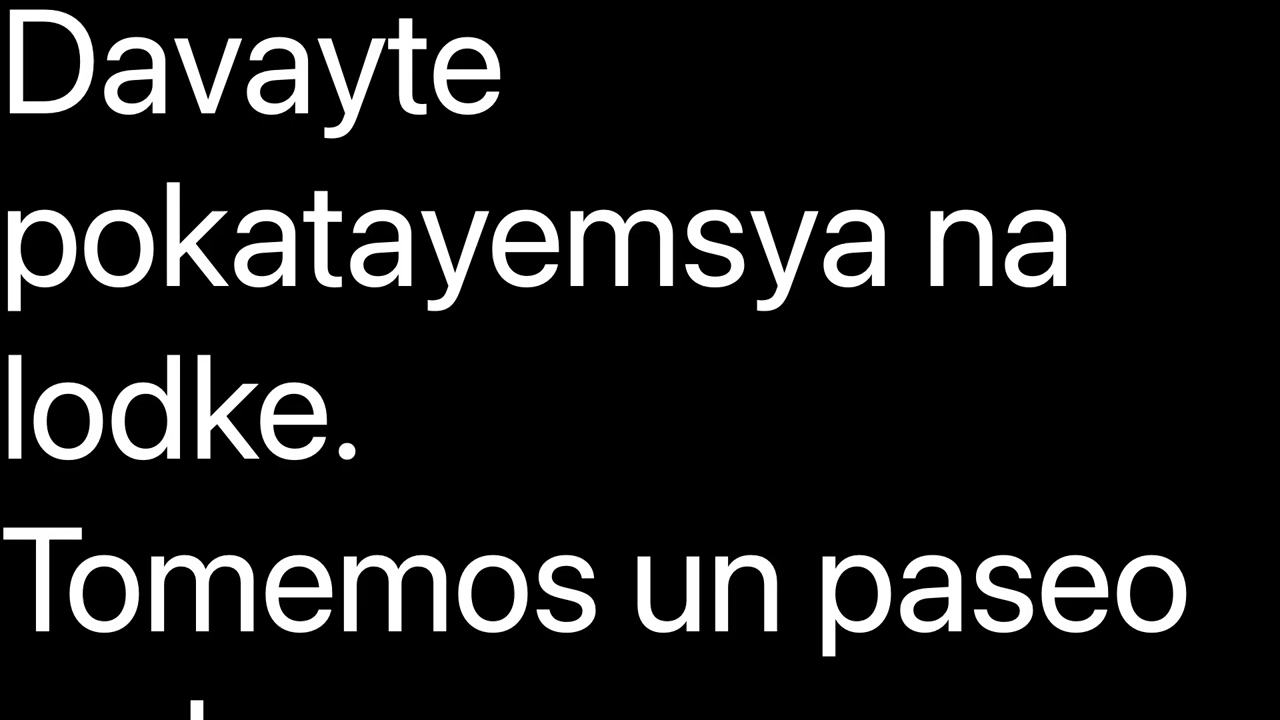 Davayte
pokatayemsya na
lodke.
Tomemos un paseo